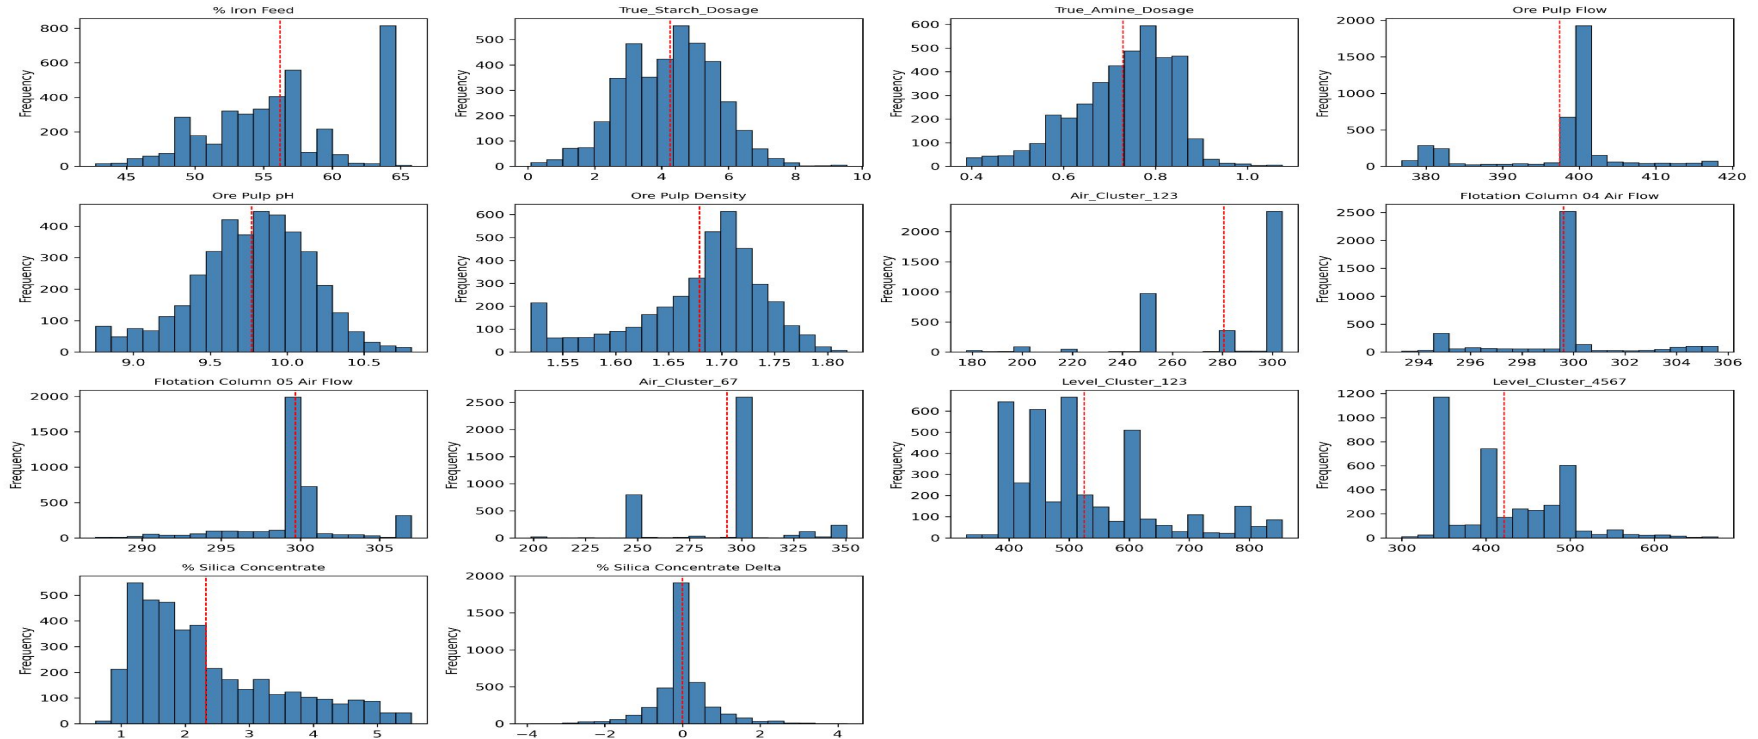 % Iron Feed
True_Starch_Dosage
True_Amine_Dosage
Ore Pulp Flow
Frequency
800
600
400
200
0
45 50 55 60 65
Frequency
500
400
300
200
100
0
0 2 4 6 8 10
Frequency
600
500
400
300
200
100
0
0.4 0.6 0.8 1.0
Frequency
2000
1500
1000
500
0
380 390 400 410 420
Ore Pulp pH
Ore Pulp Density
Air_Cluster_123
Flotation Column 04 Air Flow
Frequency
400
300
200
100
0
9.0 9.5 10.0 10.5
Frequency
600
500
400
300
200
100
0
1.55 1.60 1.65 1.70 1.75 1.80
Frequency
2000
1500
1000
500
0
180 200 220 240 260 280 300
Frequency
2500
2000
1500
1000
500
0
294 296 298 300 302 304 306
Flotation Column 05 Air Flow
Air_Cluster_67
Level_Cluster_123
Level_Cluster_4567
Frequency
2000
1500
1000
500
0
290 295 300 305
Frequency
2500
2000
1500
1000
500
0
200 225 250 275 300 325 350
Frequency
600
500
400
300
200
100
0
400 500 600 700 800
Frequency
1200
1000
800
600
400
200
0
300 400 500 600
% Silica Concentrate
% Silica Concentrate Delta
Frequency
500
400
300
200
100
0
1 2 3 4 5
Frequency
2000
1500
1000
500
0
−4 −2 0 2 4